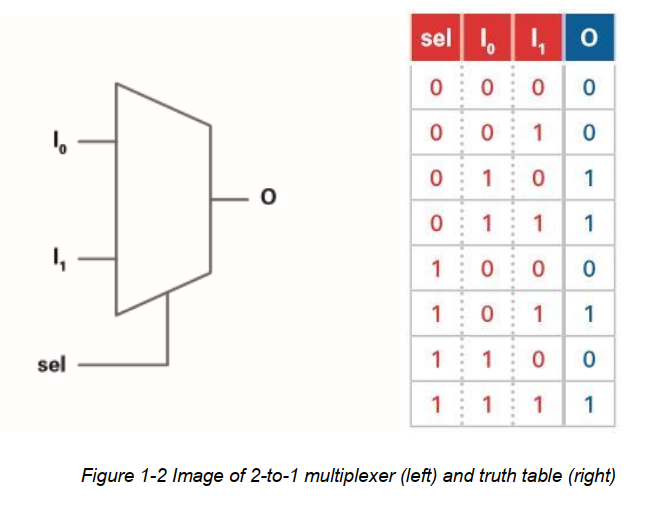 I₀
I₁
sel
O
sel I₀ I₁ O
0 0 0 0
0 0 1 0
0 1 0 1
0 1 1 1
1 0 0 0
1 0 1 1
1 1 0 0
1 1 1 1
Figure 1-2 Image of 2-to-1 multiplexer (left) and truth table (right)